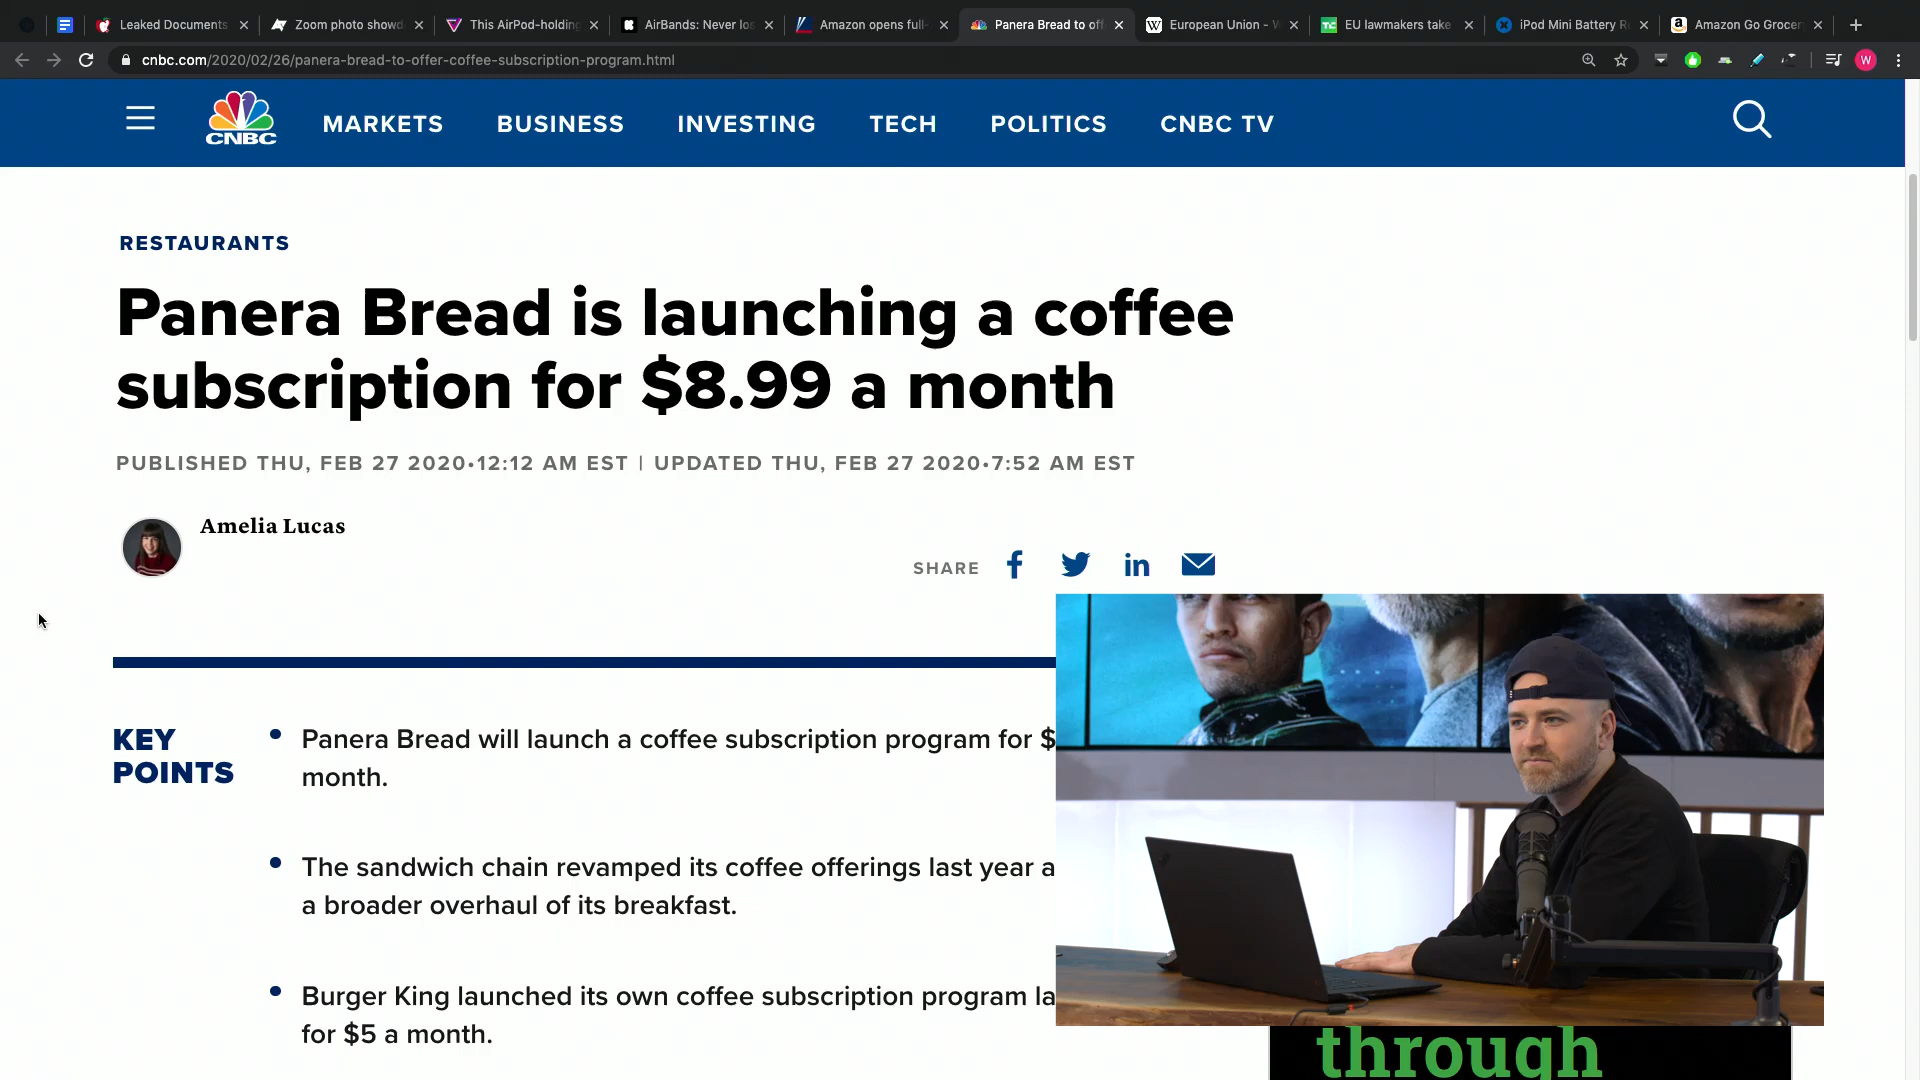 Leaked Documents
Zoom photo showd
This AirPod-holding
AirBands: Never los
Amazon opens full-
Panera Bread to off
European Union -
EU lawmakers take
iPod Mini Battery R
Amazon Go Grocer
cnbc.com/2020/02/26/panera-bread-to-offer-coffee-subscription-program.html
W
CNBC
MARKETS
BUSINESS
INVESTING
TECH
POLITICS
CNBC TV
RESTAURANTS
Panera Bread is launching a coffee
subscription for $8.99 a month
PUBLISHED THU, FEB 27 2020•12:12 AM EST | UPDATED THU, FEB 27 2020•7:52 AM EST
Amelia Lucas
SHARE
KEY
POINTS
• Panera Bread will launch a coffee subscription program for $
month.
• The sandwich chain revamped its coffee offerings last year a
a broader overhaul of its breakfast.
• Burger King launched its own coffee subscription program la
for $5 a month.
through